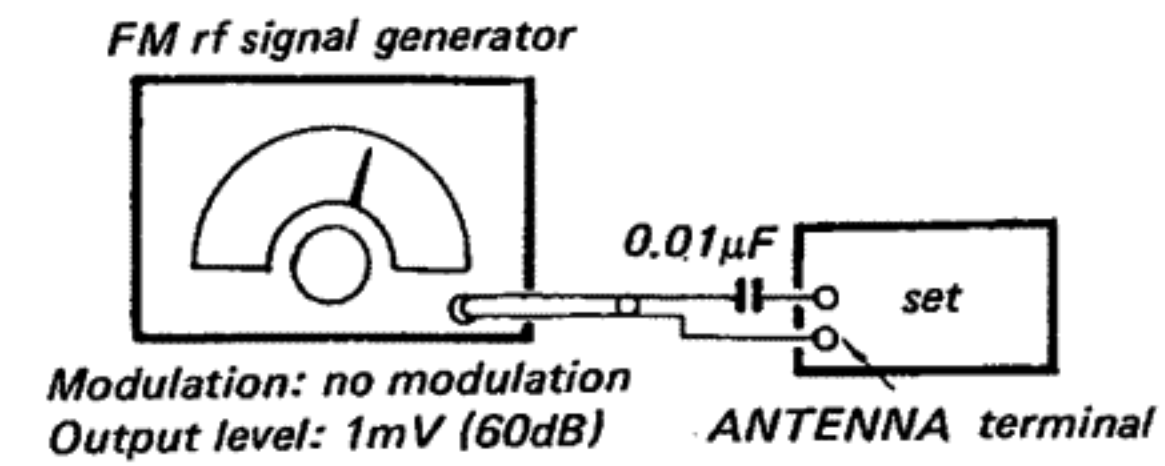 FM rf signal generator
0.01μF
set
Modulation: no modulation
Output level: 1mV (60dB)
ANTENNA terminal